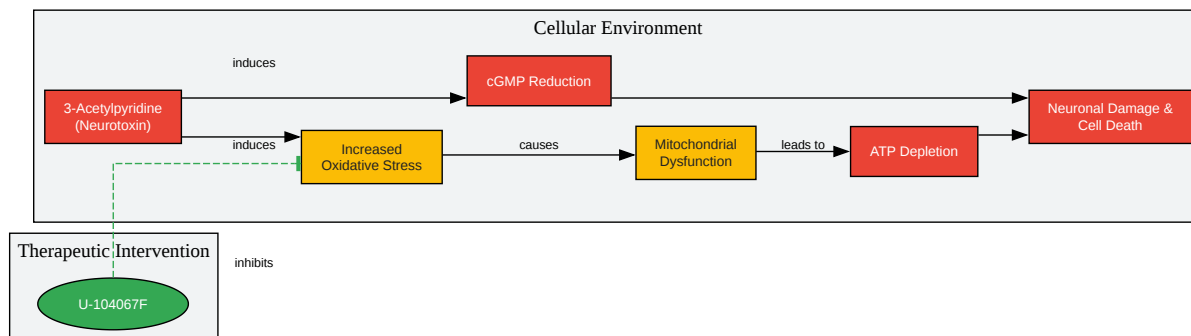 Cellular Environment
induces
cGMP Reduction
3-Acetylpyridine
(Neurotoxin)
Neuronal Damage &
Cell Death
induces
Increased
Oxidative Stress
causes
Mitochondrial
Dysfunction
leads to
ATP Depletion
Therapeutic Intervention
inhibits
U-104067F